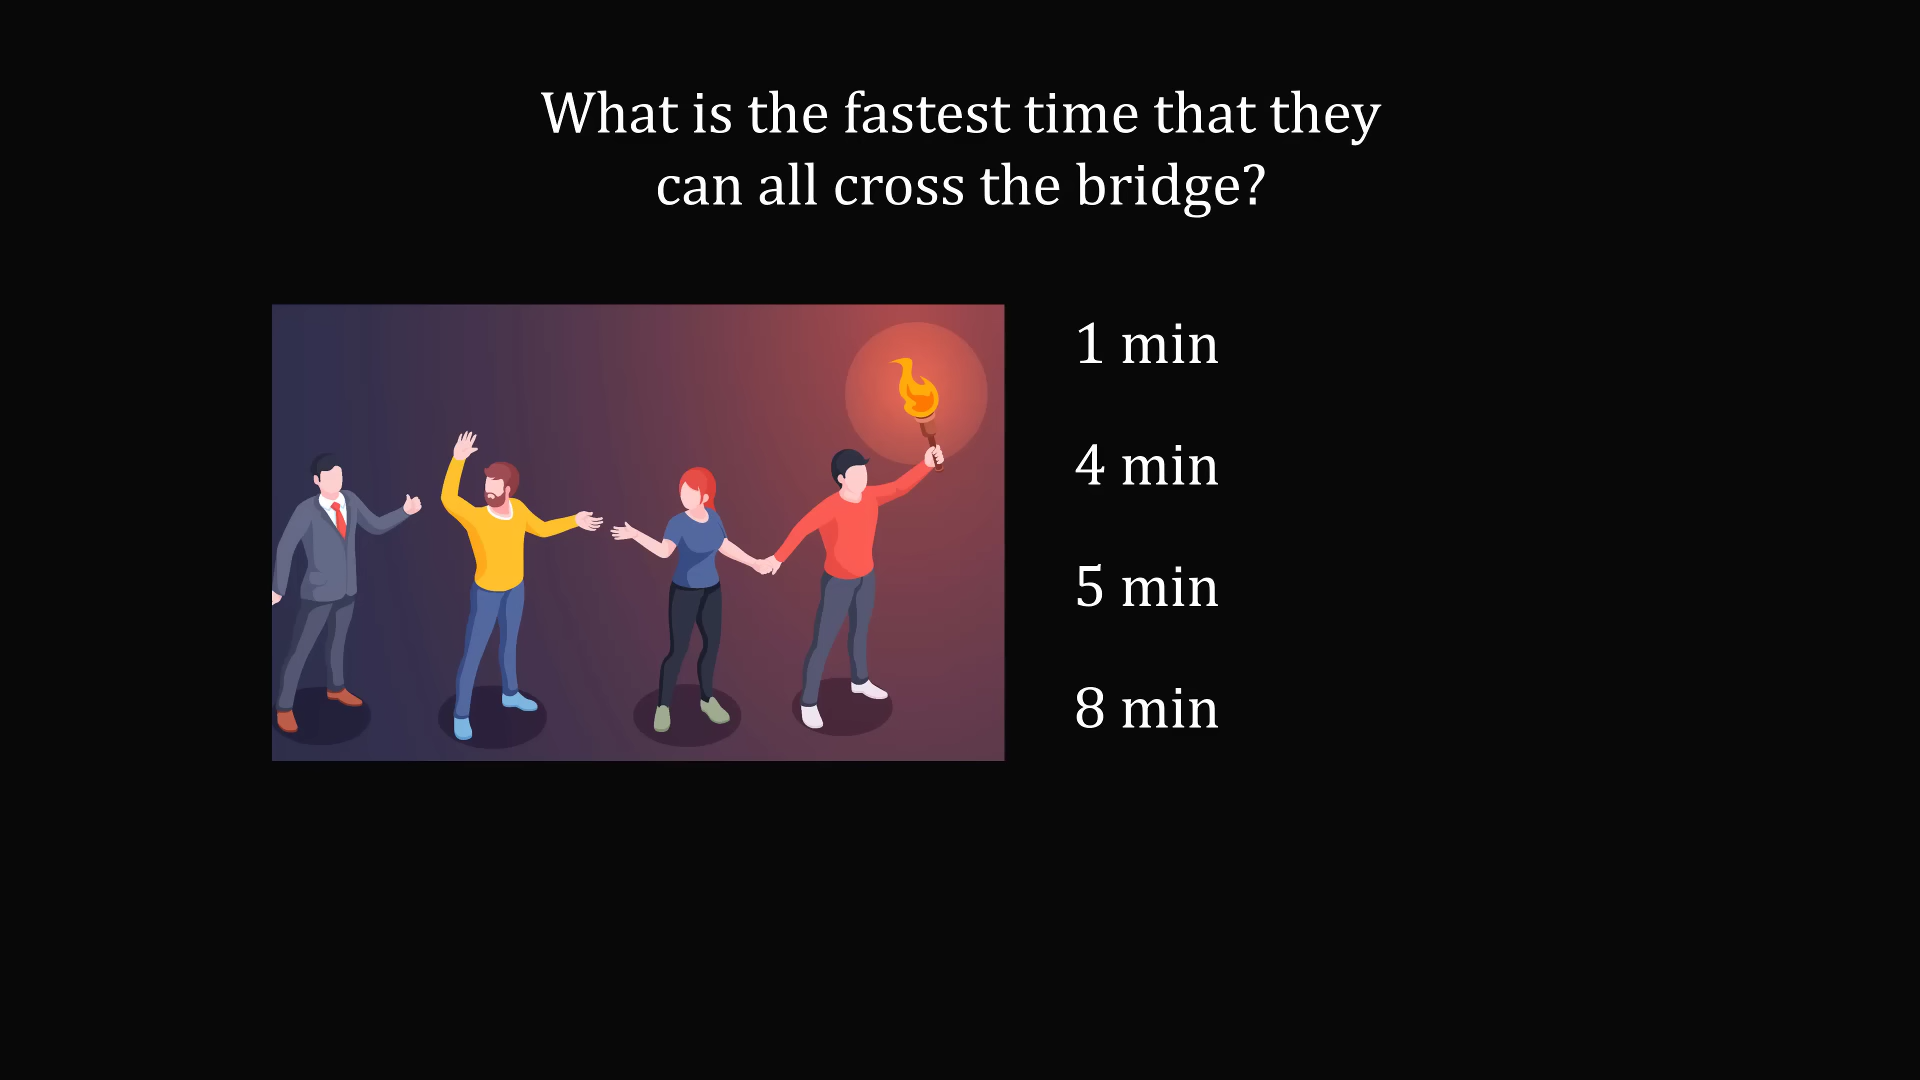 What is the fastest time that they
can all cross the bridge?
1 min
4 min
5 min
8 min